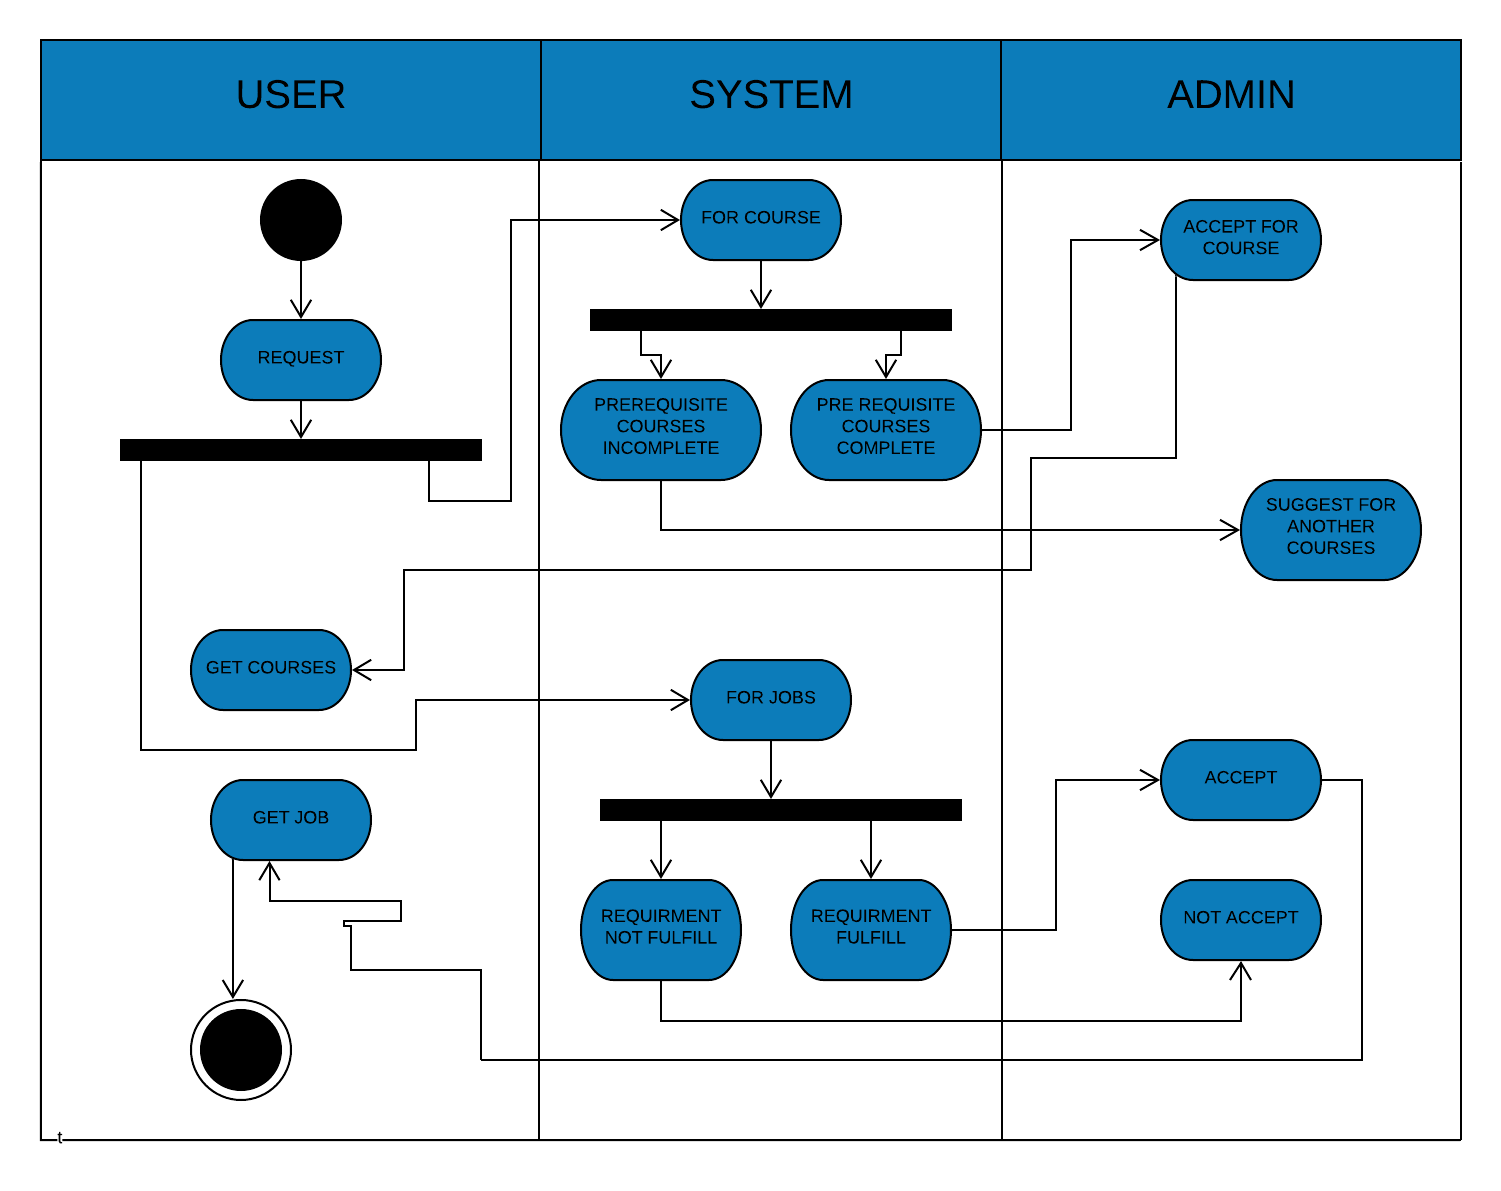 USER
SYSTEM
ADMIN
FOR COURSE
ACCEPT FOR
COURSE
REQUEST
PREREQUISITE
COURSES
INCOMPLETE
PRE REQUISITE
COURSES
COMPLETE
SUGGEST FOR
ANOTHER
COURSES
GET COURSES
FOR JOBS
ACCEPT
GET JOB
REQUIRMENT
NOT FULFILL
REQUIRMENT
FULFILL
NOT ACCEPT
t